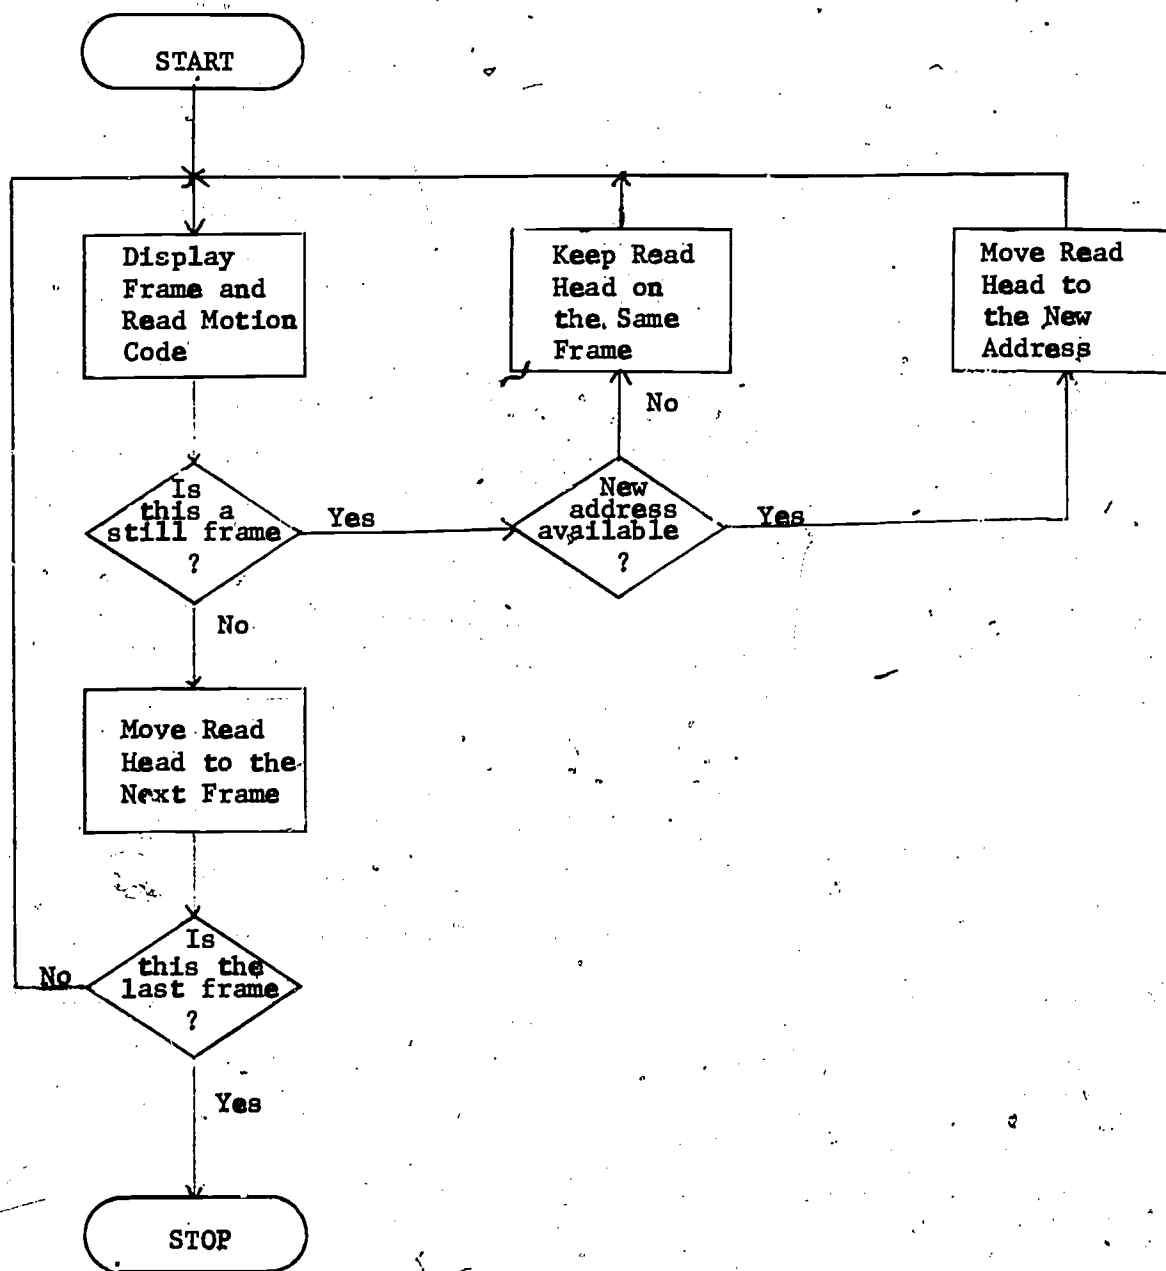 START
Display
Frame and
Read Motion
Code
Keep Read
Head on
the Same
Frame
Move Read
Head to
the New
Address
No
Is
this a
still frame
?
Yes
New
address
available
?
Yes
No
Move Read
Head to the
Next Frame
Is
this the
last frame
?
No
Yes
STOP